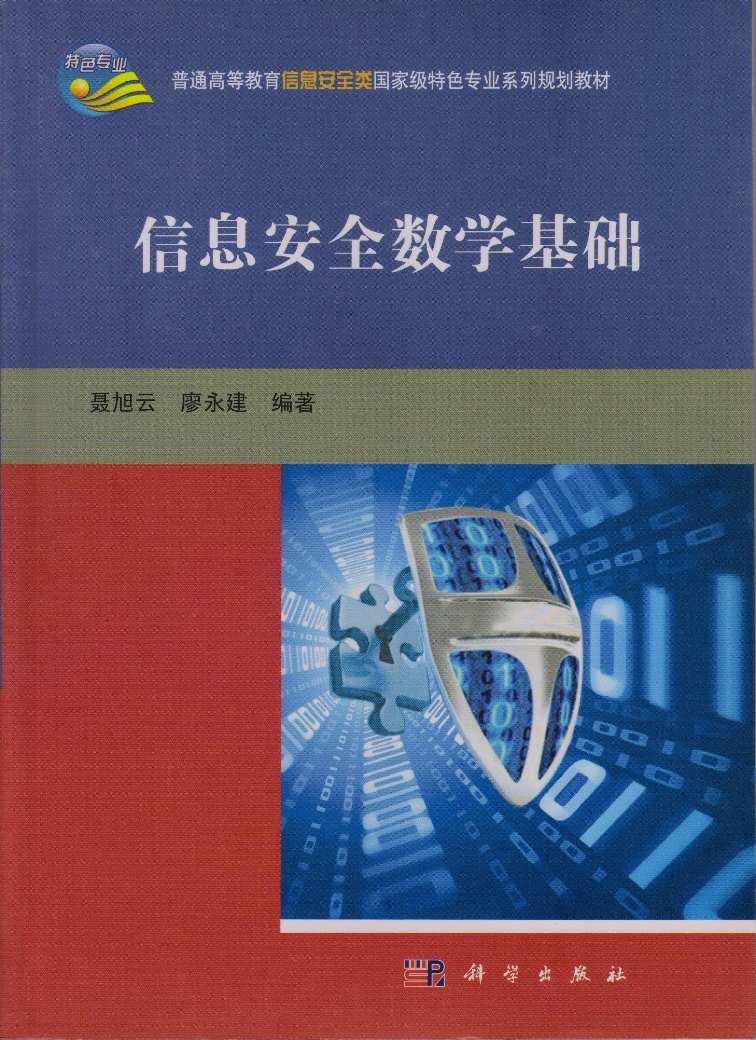 特色专业
普通高等教育信息安全类国家级特色专业系列规划教材
信息安全数学基础
聂旭云 廖永建 编著
科学出版社